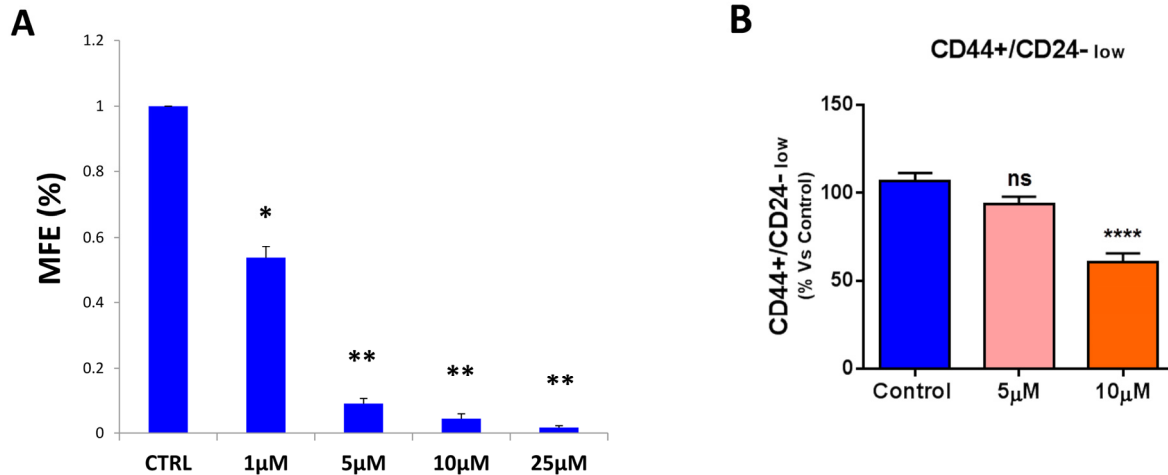 A
MFE (%)
1.2
1
0.8
0.6
0.4
0.2
0
*
**
**
**
CTRL
1µM
5µM
10µM
25µM
B
CD44+/CD24- low
CD44+/CD24- low
(% Vs Control)
150
100
50
0
ns
****
Control
5µM
10µM